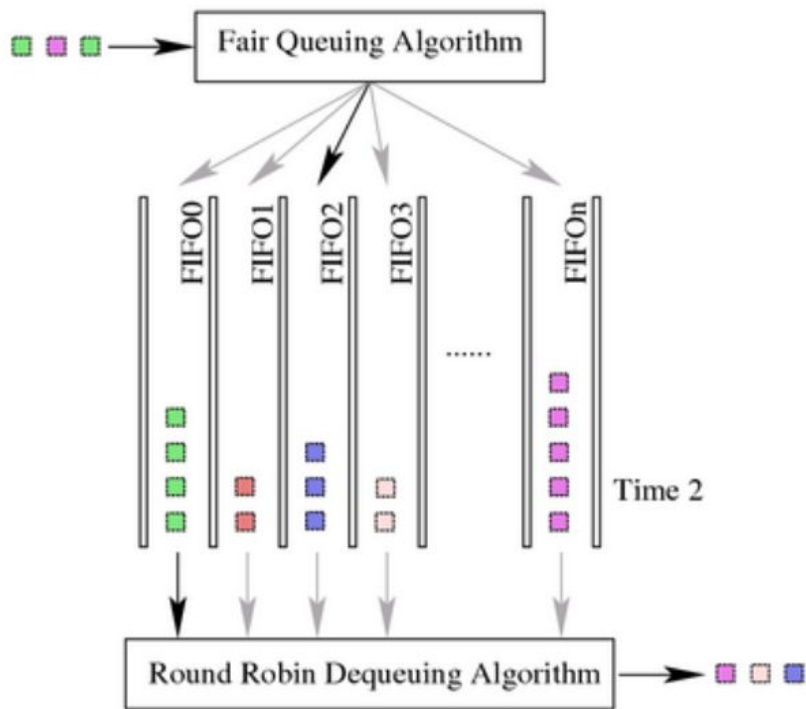 Fair Queuing Algorithm
FIFO0
FIFO1
FIFO2
FIFO3
......
FIFOn
Time 2
Round Robin Dequeuing Algorithm